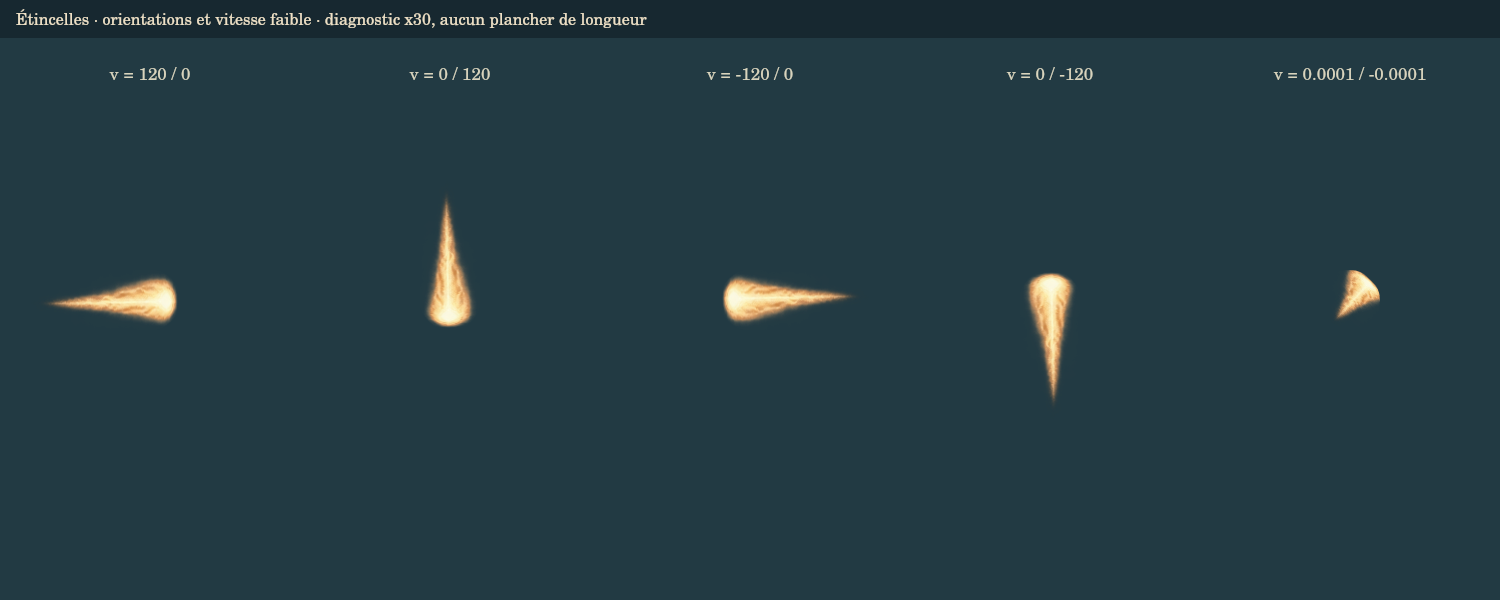 Étincelles · orientations et vitesse faible · diagnostic x30, aucun plancher de longueur
v = 120 / 0
v = 0 / 120
v = -120 / 0
v = 0 / -120
v = 0.0001 / -0.0001